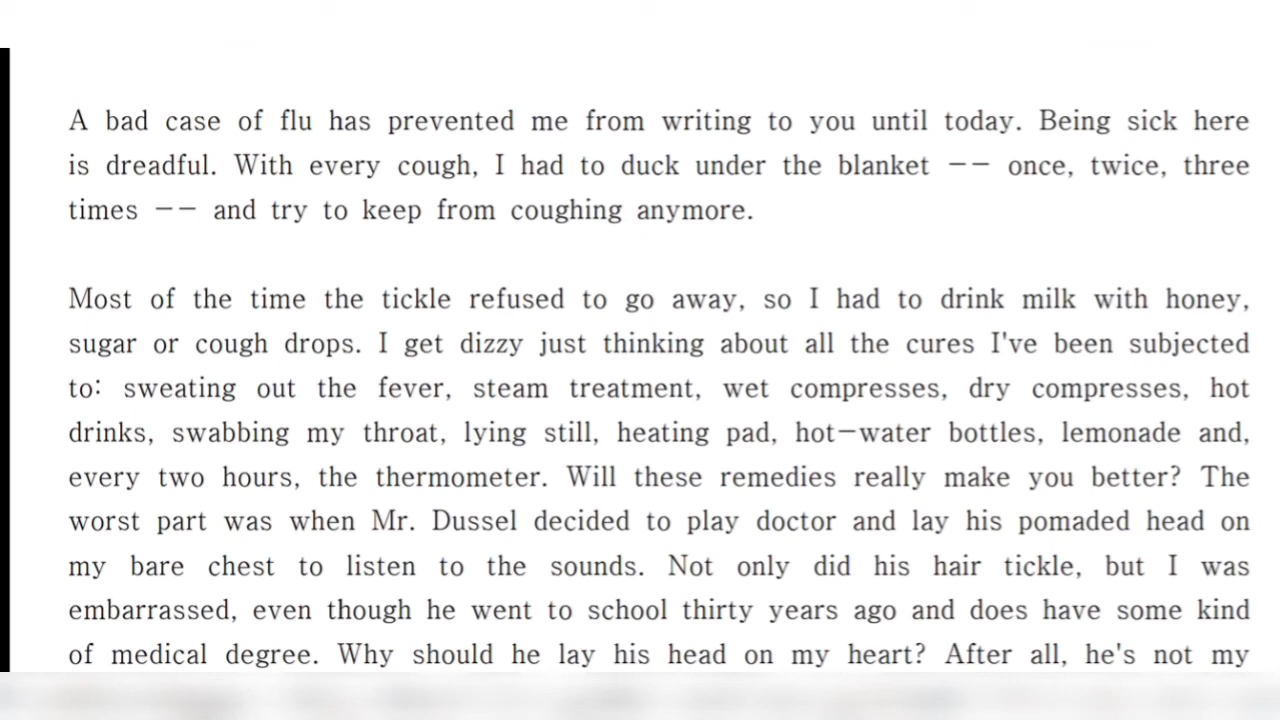 A bad case of flu has prevented me from writing to you until today. Being sick here
is dreadful. With every cough, I had to duck under the blanket −− once, twice, three
times −− and try to keep from coughing anymore.
Most of the time the tickle refused to go away, so I had to drink milk with honey,
sugar or cough drops. I get dizzy just thinking about all the cures I've been subjected
to: sweating out the fever, steam treatment, wet compresses, dry compresses, hot
drinks, swabbing my throat, lying still, heating pad, hot−water bottles, lemonade and,
every two hours, the thermometer. Will these remedies really make you better? The
worst part was when Mr. Dussel decided to play doctor and lay his pomaded head on
my bare chest to listen to the sounds. Not only did his hair tickle, but I was
embarrassed, even though he went to school thirty years ago and does have some kind
of medical degree. Why should he lay his head on my heart? After all, he's not my